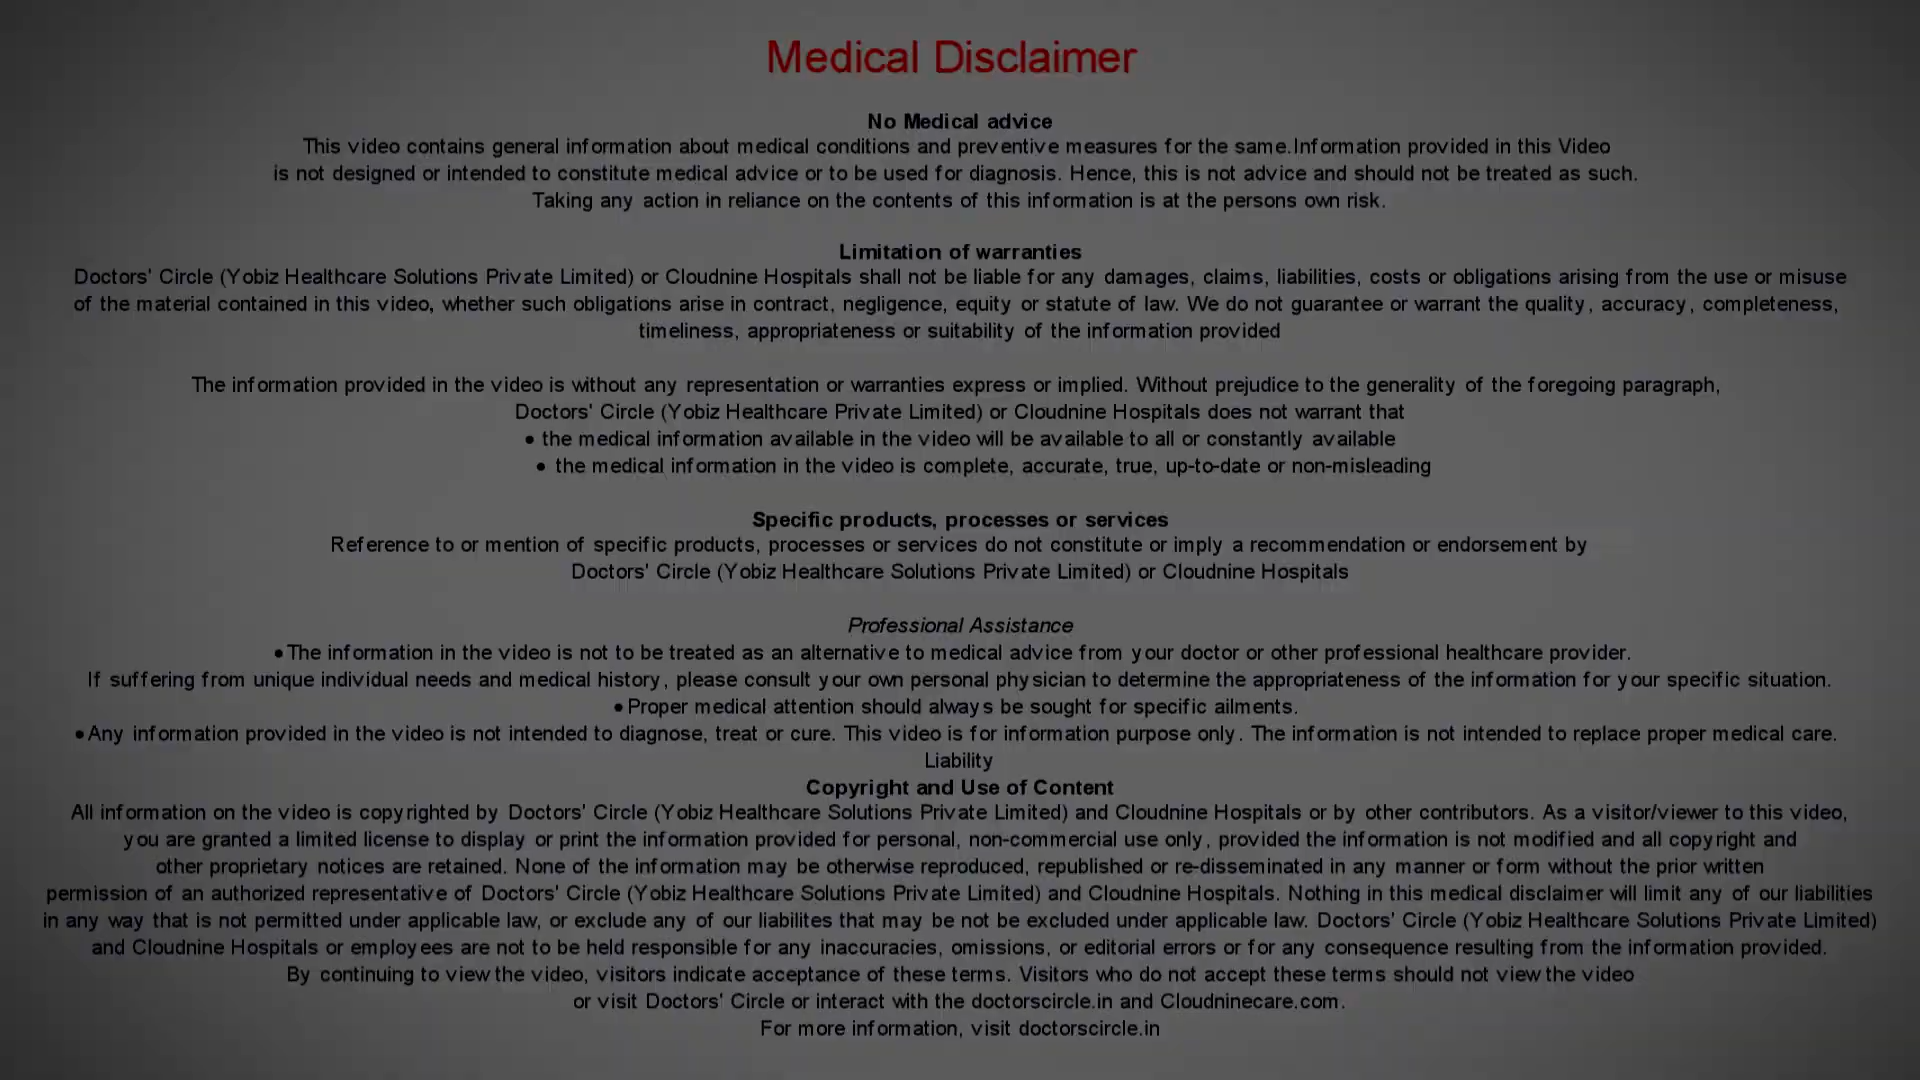 Medical Disclaimer
No Medical advice
This video contains general information about medical conditions and preventive measures for the same.Information provided in this Video
is not designed or intended to constitute medical advice or to be used for diagnosis. Hence, this is not advice and should not be treated as such.
Taking any action in reliance on the contents of this information is at the persons own risk.
Limitation of warranties
Doctors' Circle (Yobiz Healthcare Solutions Private Limited) or Cloudnine Hospitals shall not be liable for any damages, claims, liabilities, costs or obligations arising from the use or misuse
of the material contained in this video, whether such obligations arise in contract, negligence, equity or statute of law. We do not guarantee or warrant the quality, accuracy, completeness,
timeliness, appropriateness or suitability of the information provided
The information provided in the video is without any representation or warranties express or implied. Without prejudice to the generality of the foregoing paragraph,
Doctors' Circle (Yobiz Healthcare Private Limited) or Cloudnine Hospitals does not warrant that
• the medical information available in the video will be available to all or constantly available
• the medical information in the video is complete, accurate, true, up-to-date or non-misleading
Specific products, processes or services
Reference to or mention of specific products, processes or services do not constitute or imply a recommendation or endorsement by
Doctors' Circle (Yobiz Healthcare Solutions Private Limited) or Cloudnine Hospitals
Professional Assistance
•The information in the video is not to be treated as an alternative to medical advice from your doctor or other professional healthcare provider.
If suffering from unique individual needs and medical history, please consult your own personal physician to determine the appropriateness of the information for your specific situation.
•Proper medical attention should always be sought for specific ailments.
•Any information provided in the video is not intended to diagnose, treat or cure. This video is for information purpose only. The information is not intended to replace proper medical care.
Liability
Copyright and Use of Content
All information on the video is copyrighted by Doctors' Circle (Yobiz Healthcare Solutions Private Limited) and Cloudnine Hospitals or by other contributors. As a visitor/viewer to this video,
you are granted a limited license to display or print the information provided for personal, non-commercial use only, provided the information is not modified and all copyright and
other proprietary notices are retained. None of the information may be otherwise reproduced, republished or re-disseminated in any manner or form without the prior written
permission of an authorized representative of Doctors' Circle (Yobiz Healthcare Solutions Private Limited) and Cloudnine Hospitals. Nothing in this medical disclaimer will limit any of our liabilities
in any way that is not permitted under applicable law, or exclude any of our liabilites that may be not be excluded under applicable law. Doctors' Circle (Yobiz Healthcare Solutions Private Limited)
and Cloudnine Hospitals or employees are not to be held responsible for any inaccuracies, omissions, or editorial errors or for any consequence resulting from the information provided.
By continuing to view the video, visitors indicate acceptance of these terms. Visitors who do not accept these terms should not view the video
or visit Doctors' Circle or interact with the doctorscircle.in and Cloudninecare.com.
For more information, visit doctorscircle.in